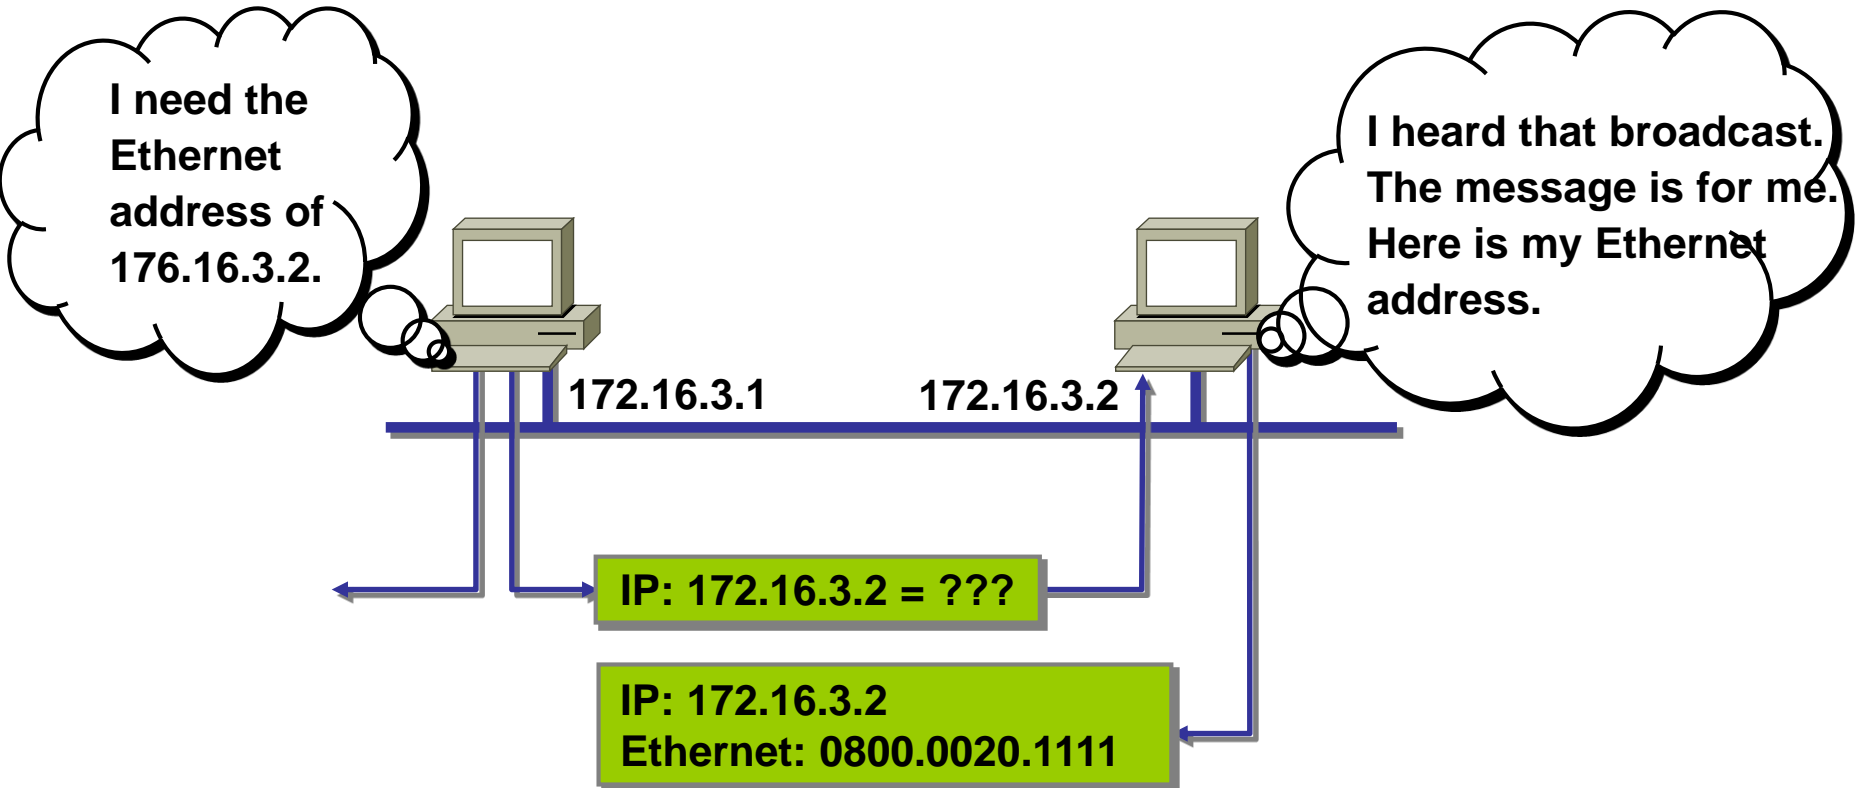 I need the
Ethernet
address of
176.16.3.2.
I heard that broadcast.
The message is for me.
Here is my Ethernet
address.
172.16.3.1
172.16.3.2
IP: 172.16.3.2 = ???
IP: 172.16.3.2
Ethernet: 0800.0020.1111